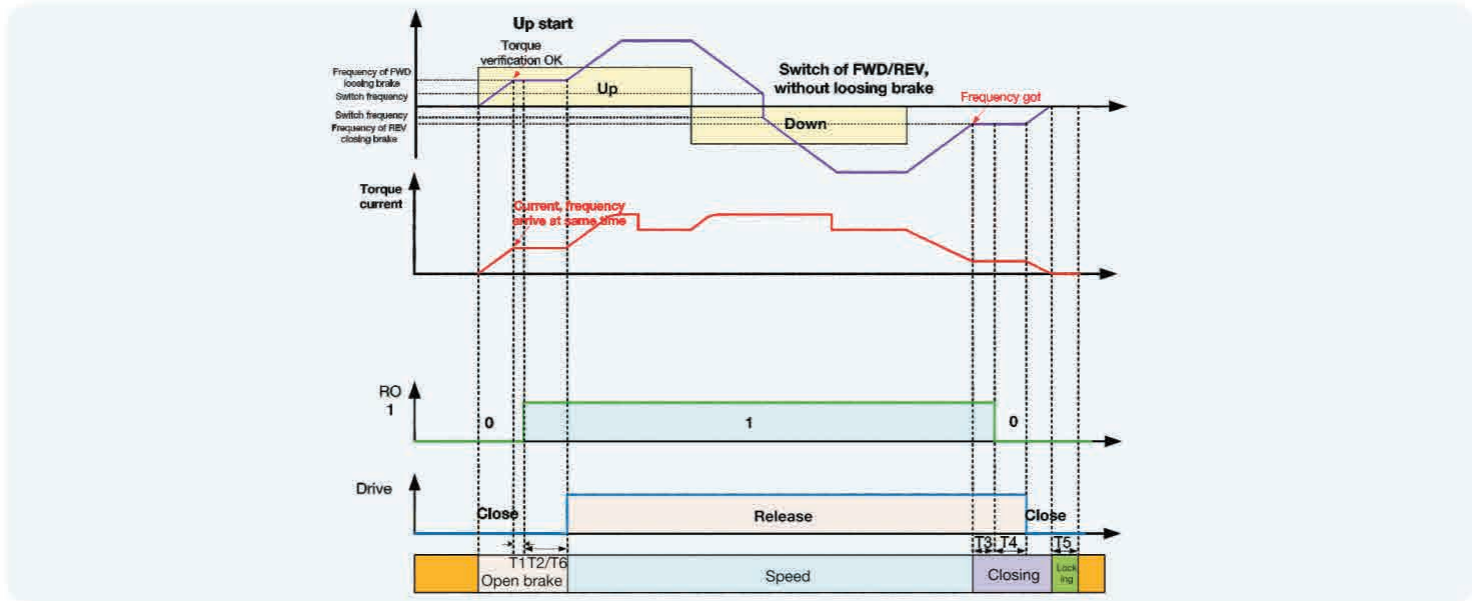 Up start
Torque
verification OK
Frequency of FWD
loosing brake
Switch frequency
Up
Switch of FWD/REV,
without loosing brake
Frequency got
Switch frequency
Frequency of REV
closing brake
Down
Torque
current
Current, frequency
arrive at same time
RO
1
0
1
0
Drive
Close
Release
Close
T1 T2/T6
T3 T4
T5
Open brake
Speed
Closing
Lock
ing